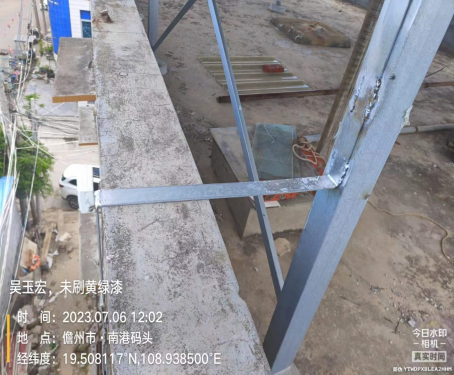 吴玉宏，未刷黄绿漆
时 间：2023.07.06 12:02
地 点：儋州市·南港码头
经纬度：19.508117°N,108.938500°E
今日水印
-相机-
真实时间